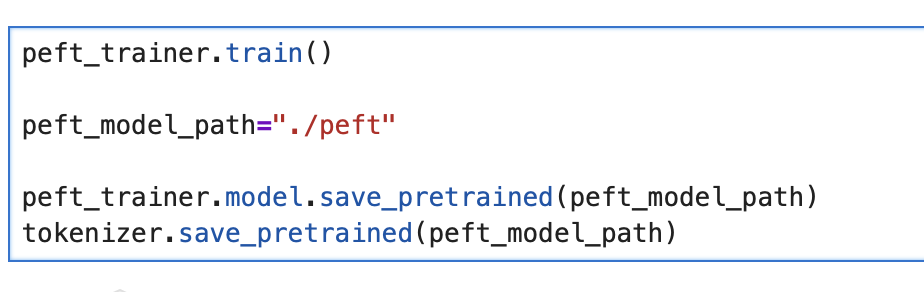 peft_trainer.train()
peft_model_path="./peft"
peft_trainer.model.save_pretrained(peft_model_path)
tokenizer.save_pretrained(peft_model_path)